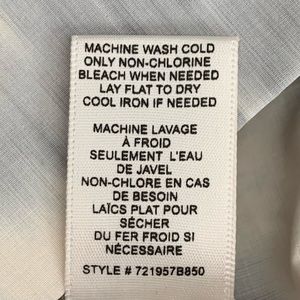 MACHINE WASH COLD
ONLY NON-CHLORINE
BLEACH WHEN NEEDED
LAY FLAT TO DRY
COOL IRON IF NEEDED
MACHINE LAVAGE
À FROID
SEULEMENT L'EAU
DE JAVEL
NON-CHLORE EN CAS
DE BESOIN
LAÏCS PLAT POUR
SÉCHER
DU FER FROID SI
NÉCESSAIRE
STYLE # 721957B850